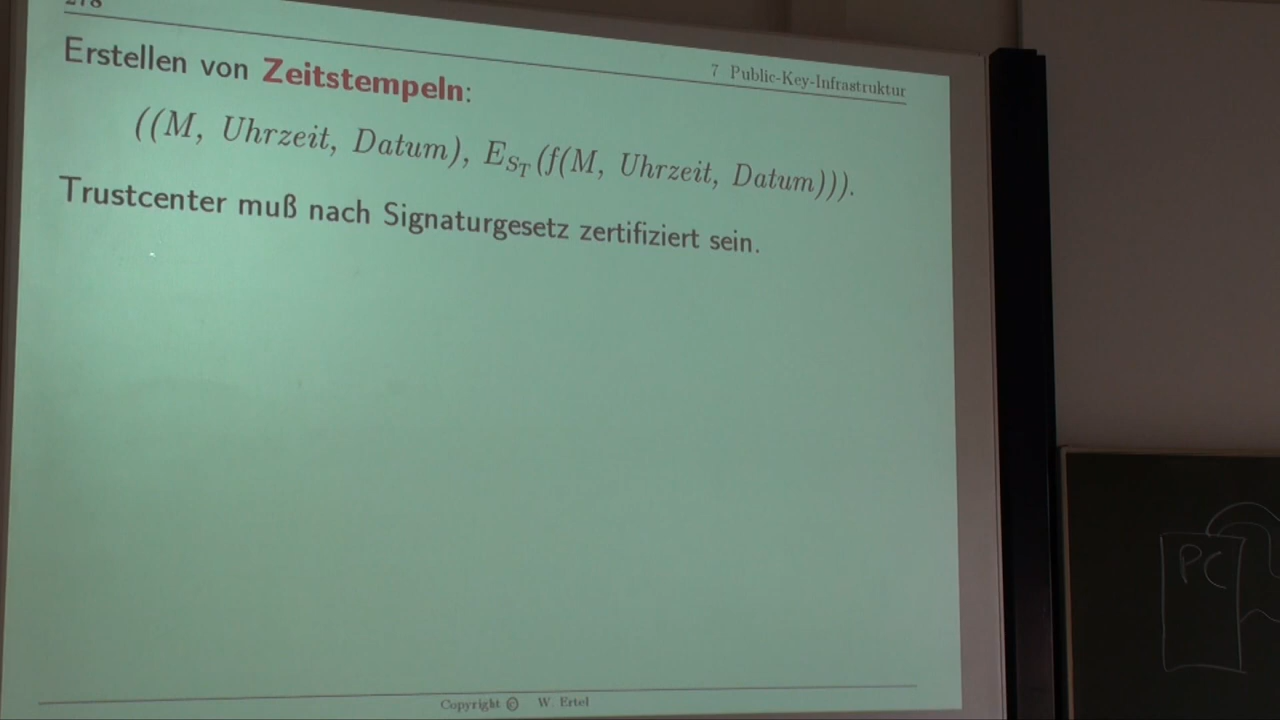 278
7 Public-Key-Infrastruktur
Erstellen von Zeitstempeln:
((M, Uhrzeit, Datum), E_{S_T}(f(M, Uhrzeit, Datum))).
Trustcenter muß nach Signaturgesetz zertifiziert sein.
Copyright © W. Ertel
PC